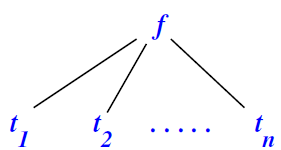 f
t1 t2 ..... tn